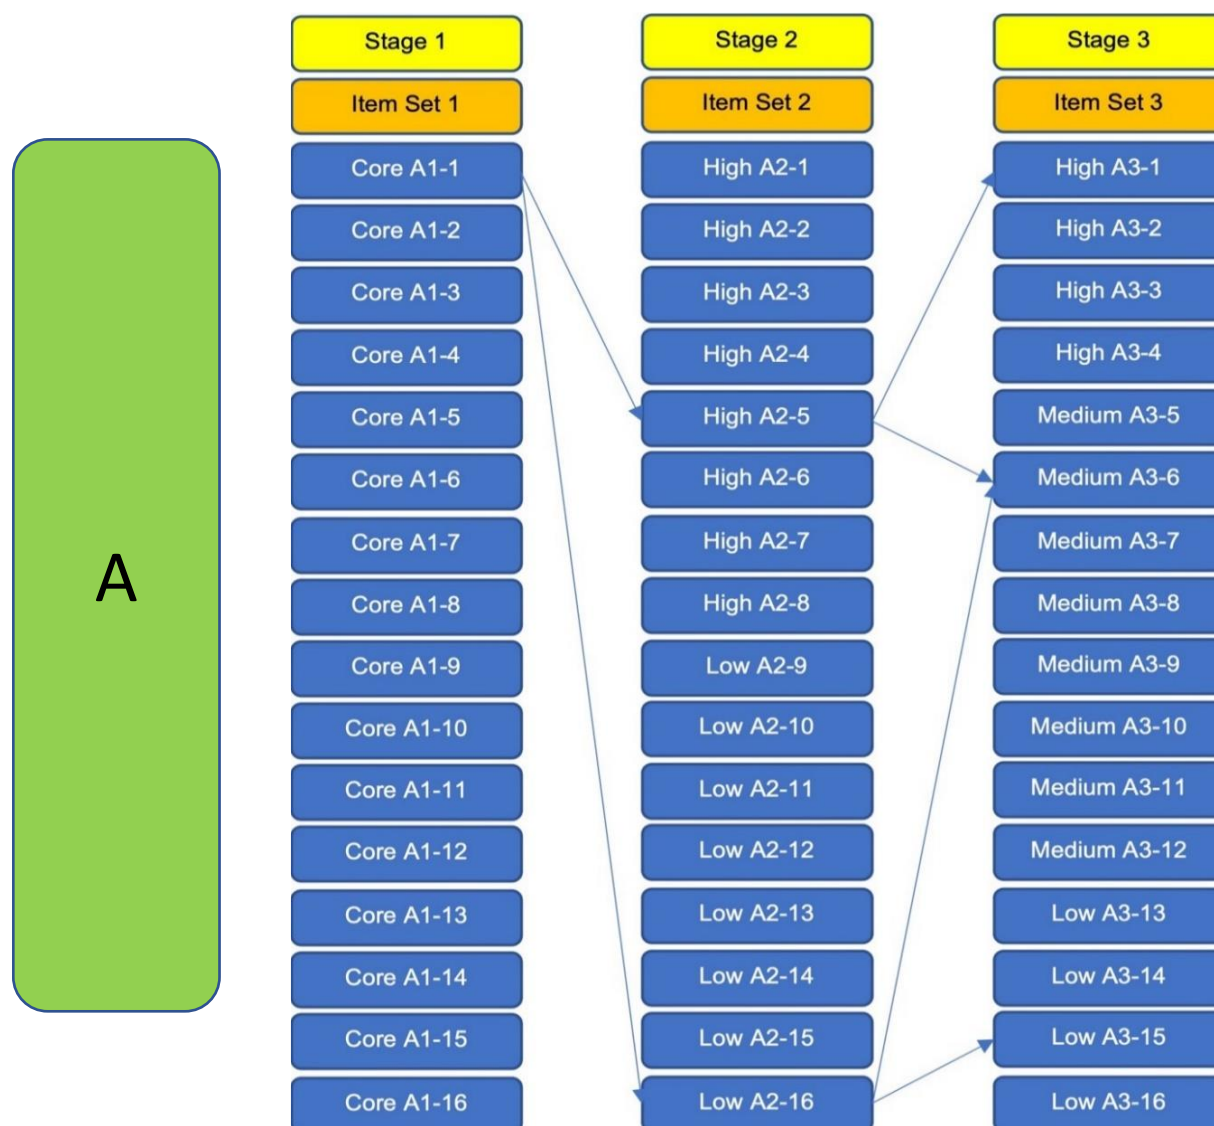 A
Stage 1
Item Set 1
Core A1-1
Core A1-2
Core A1-3
Core A1-4
Core A1-5
Core A1-6
Core A1-7
Core A1-8
Core A1-9
Core A1-10
Core A1-11
Core A1-12
Core A1-13
Core A1-14
Core A1-15
Core A1-16
Stage 2
Item Set 2
High A2-1
High A2-2
High A2-3
High A2-4
High A2-5
High A2-6
High A2-7
High A2-8
Low A2-9
Low A2-10
Low A2-11
Low A2-12
Low A2-13
Low A2-14
Low A2-15
Low A2-16
Stage 3
Item Set 3
High A3-1
High A3-2
High A3-3
High A3-4
Medium A3-5
Medium A3-6
Medium A3-7
Medium A3-8
Medium A3-9
Medium A3-10
Medium A3-11
Medium A3-12
Low A3-13
Low A3-14
Low A3-15
Low A3-16